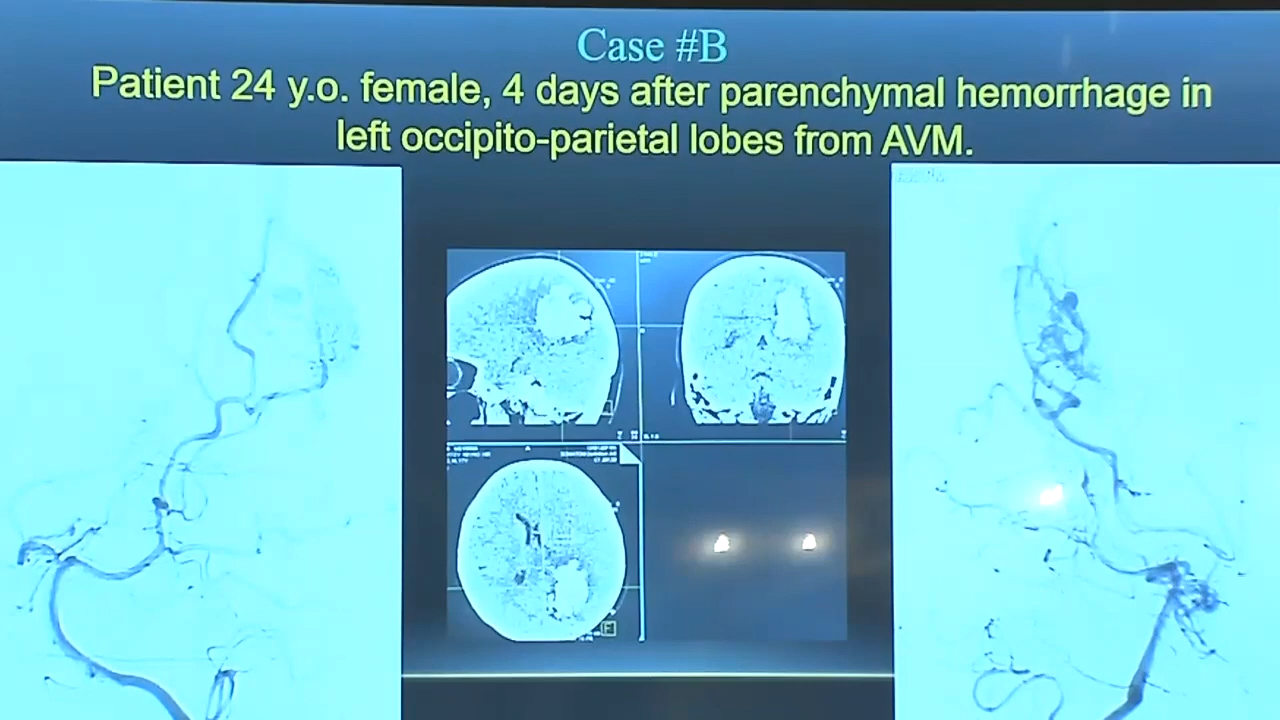 Case #B
Patient 24 y.o. female, 4 days after parenchymal hemorrhage in
left occipito-parietal lobes from AVM.